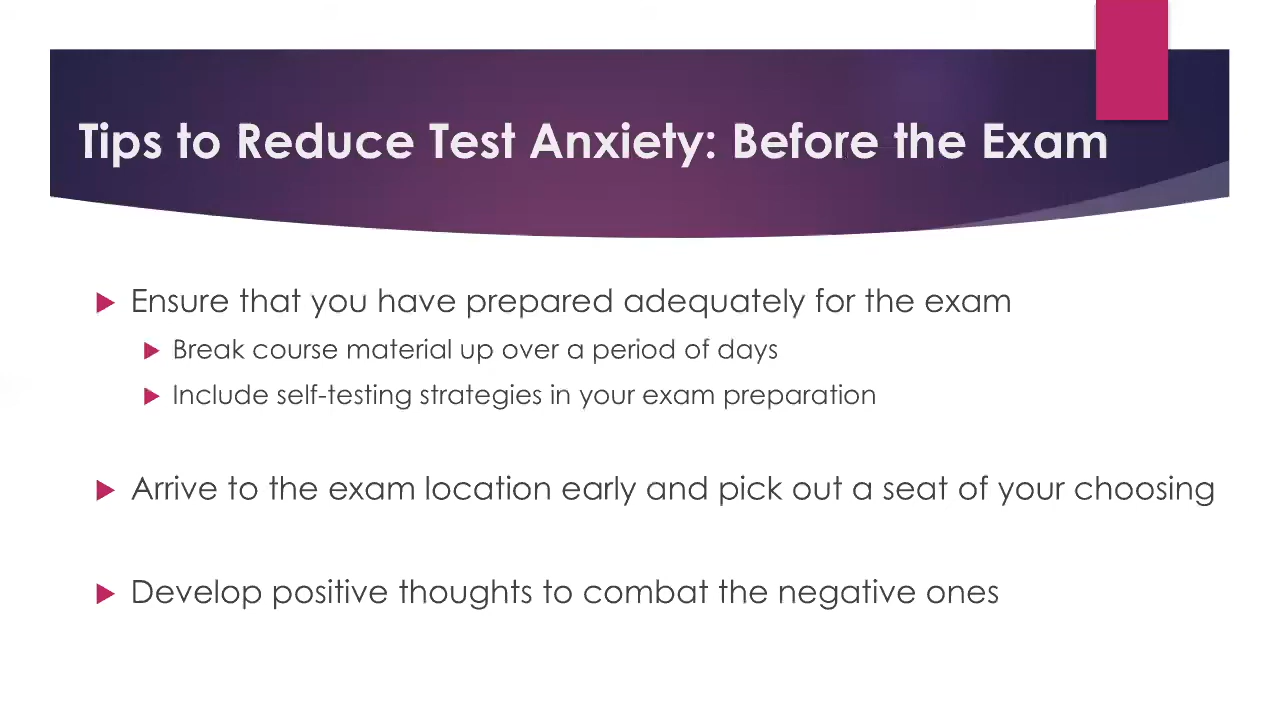 Tips to Reduce Test Anxiety: Before the Exam
Ensure that you have prepared adequately for the exam
Break course material up over a period of days
Include self-testing strategies in your exam preparation
Arrive to the exam location early and pick out a seat of your choosing
Develop positive thoughts to combat the negative ones